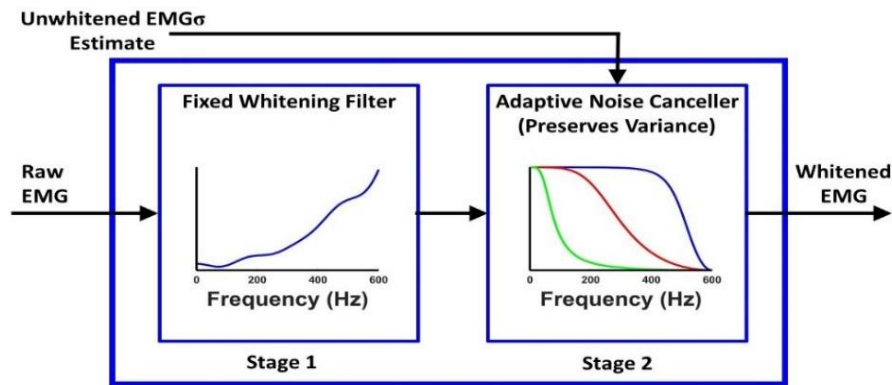 Unwhitened EMGσ
Estimate
Fixed Whitening Filter
Adaptive Noise Canceller
(Preserves Variance)
Raw
EMG
Whitened
EMG
0 200 400 600
Frequency (Hz)
0 200 400 600
Frequency (Hz)
Stage 1
Stage 2